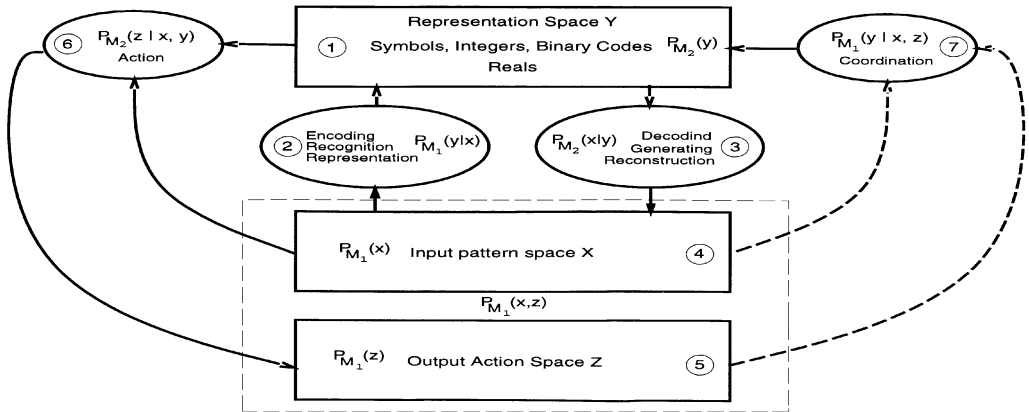 6
P_M₂(z | x, y)
Action
Representation Space Y
1
Symbols, Integers, Binary Codes
P_M₂(y)
Reals
P_M₁(y | x, z)
7
Coordination
2
Encoding
Recognition
Representation
P_M₁(y|x)
P_M₂(x|y)
Decodind
Generating
Reconstruction
3
P_M₁(x) Input pattern space X
4
P_M₁(x,z)
P_M₁(z) Output Action Space Z
5